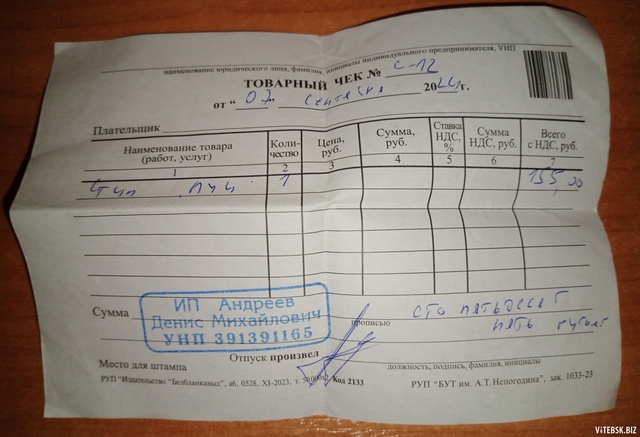 наименование юридического лица, фамилия, инициалы индивидуального предпринимателя, УНП
ТОВАРНЫЙ ЧЕК № С-12
от “ 07 ” сентября 2024г.
Плательщик
Наименование товара (работ, услуг) Коли-чество Цена, руб. Сумма, руб. Ставка НДС, % Сумма НДС, руб. Всего с НДС, руб.
1 2 3 4 5 6 7
1 155,00
Сумма сто пятьдесят
прописью пять рублей
ИП Андреев
Денис Михайлович
УНП 391391165
Отпуск произвел
Место для штампа должность, подпись, фамилия, инициалы
РУП “Издательство “Белбланкавыд”, аб, 0528, XI-2023, т. Код 2133 РУП “БУТ им. А.Т.Непогодина”, зак. 1033-23
ViTEBSK.BIZ